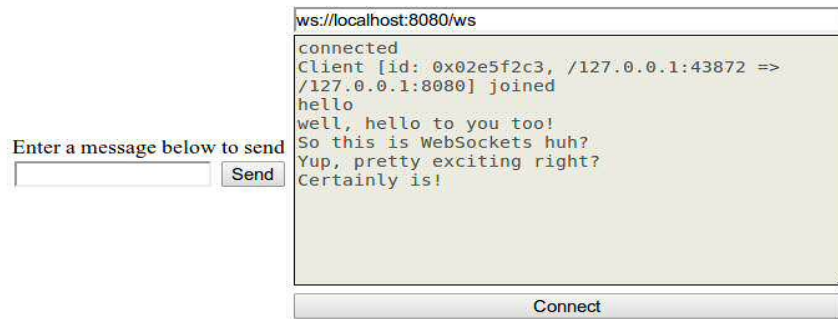 ws://localhost:8080/ws
connected
Client [id: 0x02e5f2c3, /127.0.0.1:43872 =>
/127.0.0.1:8080] joined
hello
well, hello to you too!
So this is WebSockets huh?
Yup, pretty exciting right?
Certainly is!
Enter a message below to send
Send
Connect